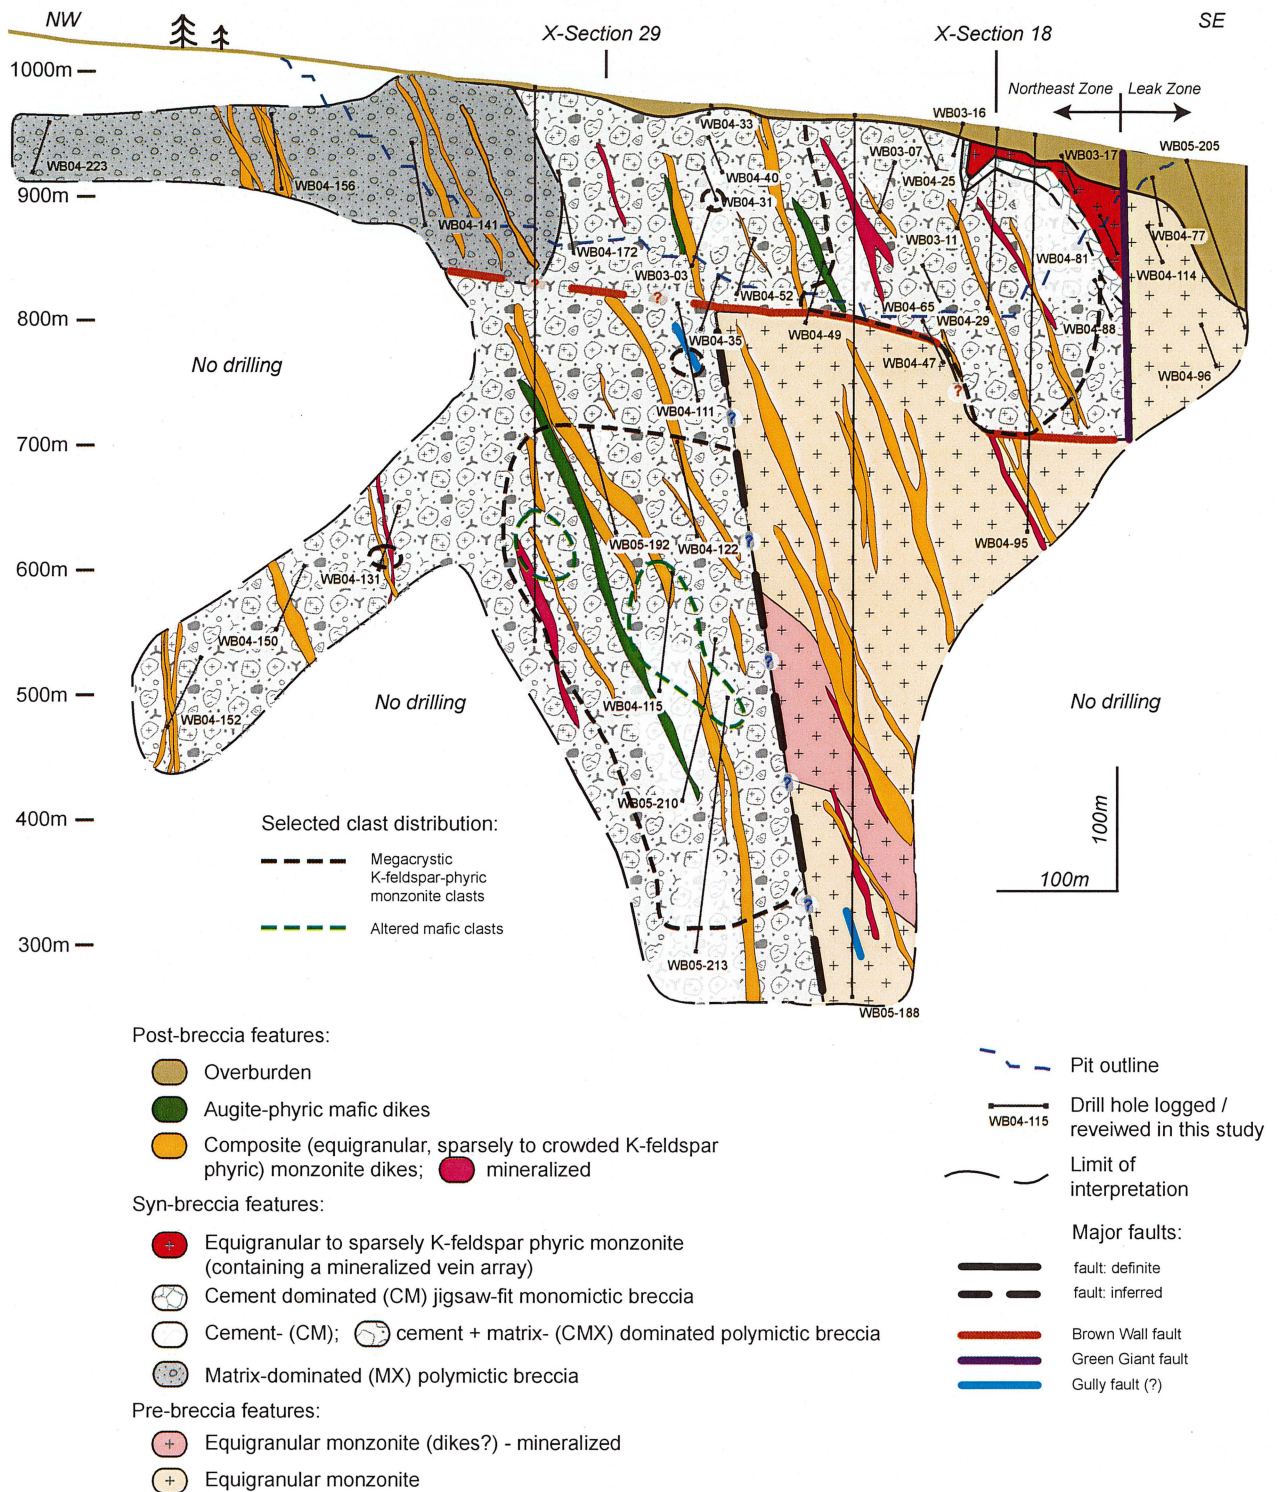 NW
SE
X-Section 29
X-Section 18
Northeast Zone
Leak Zone
1000m
900m
800m
700m
600m
500m
400m
300m
WB03-16
WB04-33
WB03-07
WB03-17
WB05-205
WB04-223
WB04-156
WB04-40
WB04-25
WB04-31
WB04-141
WB04-172
WB03-11
WB04-77
WB03-03
WB04-81
WB04-114
WB04-52
WB04-65
WB04-29
WB04-88
WB04-35
WB04-49
WB04-47
WB04-96
No drilling
?
?
?
?
WB04-111
?
WB05-192
WB04-122
WB04-95
?
WB04-131
WB04-150
?
No drilling
No drilling
WB04-115
WB04-152
?
WB05-210
?
WB05-213
WB05-188
100m
100m
Selected clast distribution:
Megacrystic
K-feldspar-phyric
monzonite clasts
Altered mafic clasts
Post-breccia features:
Overburden
Augite-phyric mafic dikes
Composite (equigranular, sparsely to crowded K-feldspar
phyric) monzonite dikes; mineralized
Syn-breccia features:
Equigranular to sparsely K-feldspar phyric monzonite
(containing a mineralized vein array)
Cement dominated (CM) jigsaw-fit monomictic breccia
Cement- (CM); cement + matrix- (CMX) dominated polymictic breccia
Matrix-dominated (MX) polymictic breccia
Pre-breccia features:
Equigranular monzonite (dikes?) - mineralized
Equigranular monzonite
Pit outline
WB04-115
Drill hole logged /
reveiwed in this study
Limit of
interpretation
Major faults:
fault: definite
fault: inferred
Brown Wall fault
Green Giant fault
Gully fault (?)